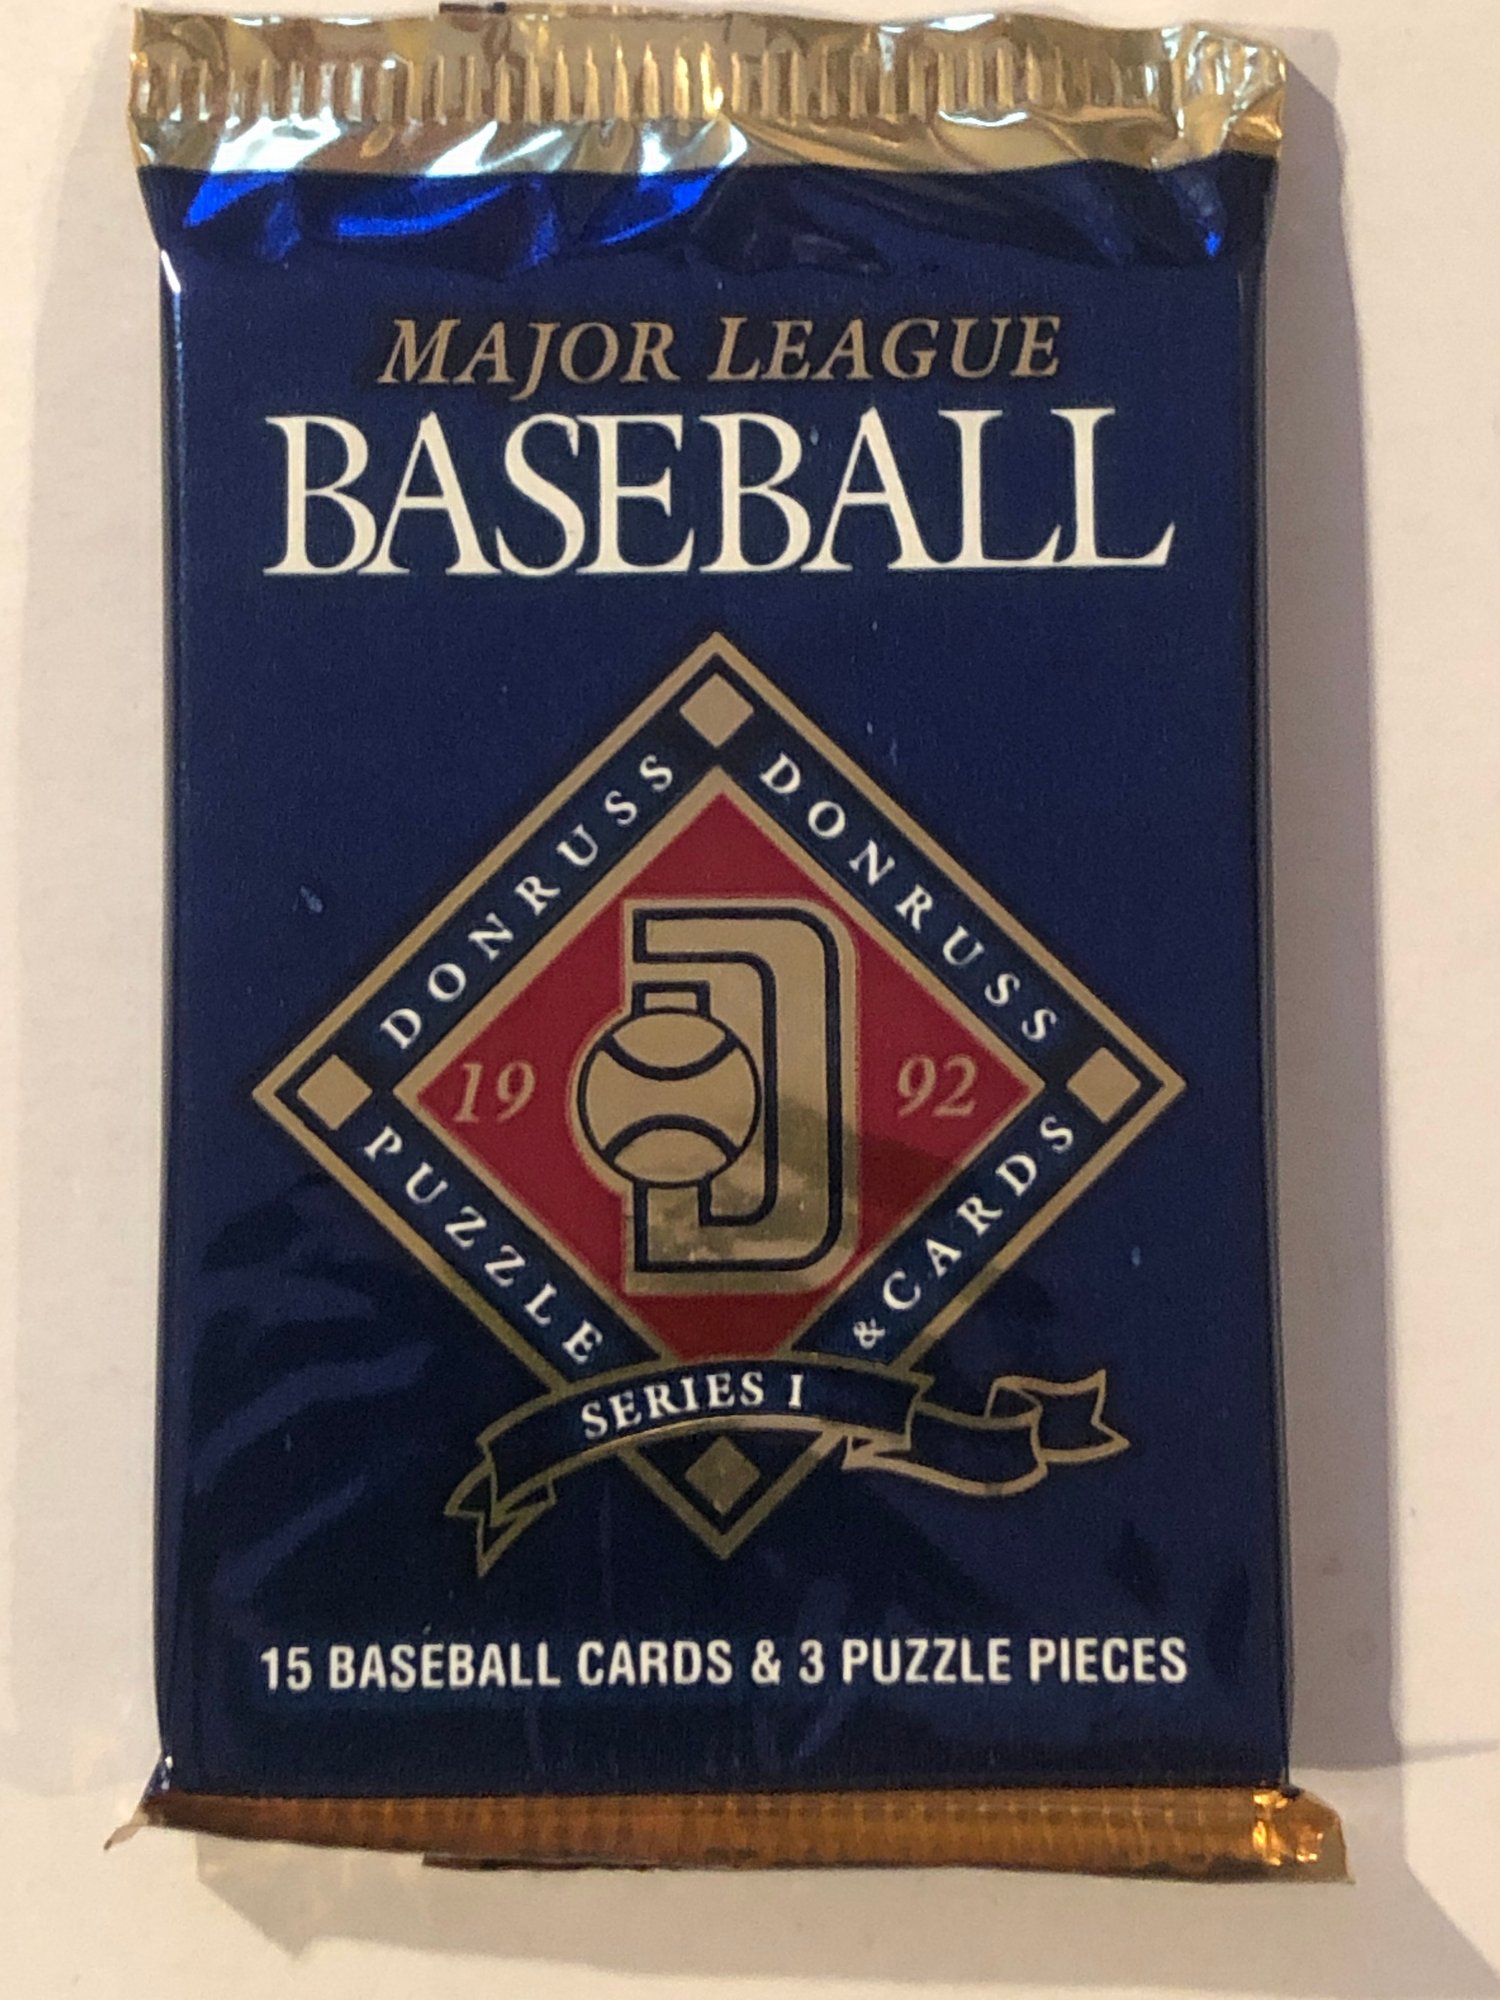 MAJOR LEAGUE
BASEBALL
DONRUSS
DONRUSS
19 92
PUZZLE
& CARDS
SERIES I
15 BASEBALL CARDS & 3 PUZZLE PIECES